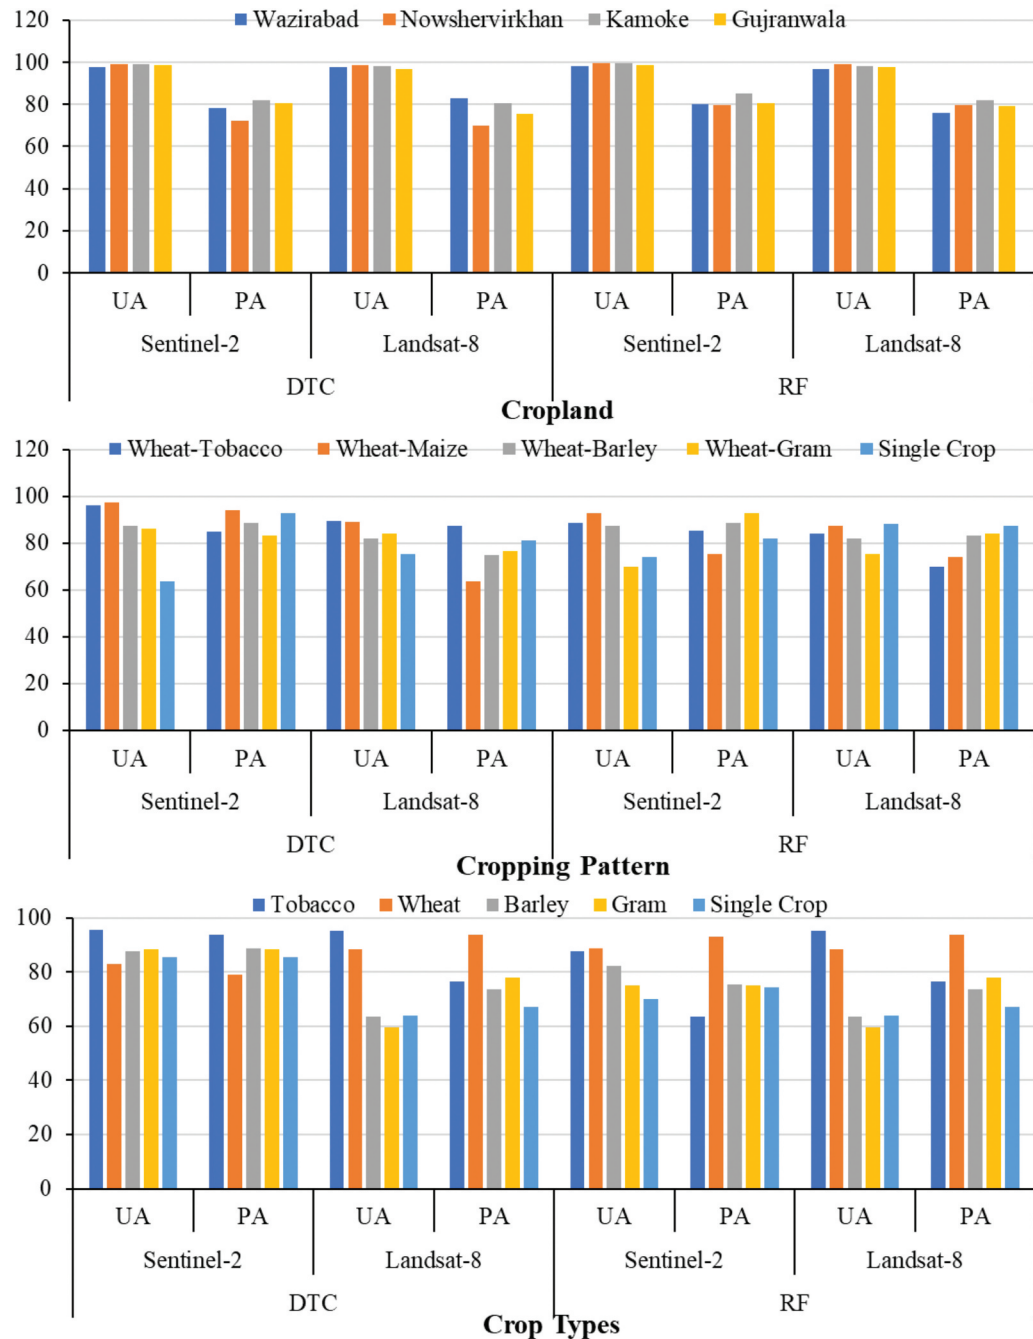 120
Wazirabad Nowshervirkhan Kamoke Gujranwala
100
80
60
40
20
0
UA PA UA PA UA PA UA PA
Sentinel-2 Landsat-8 Sentinel-2 Landsat-8
DTC RF
Cropland
120
Wheat-Tobacco Wheat-Maize Wheat-Barley Wheat-Gram Single Crop
100
80
60
40
20
0
UA PA UA PA UA PA UA PA
Sentinel-2 Landsat-8 Sentinel-2 Landsat-8
DTC RF
Cropping Pattern
Tobacco Wheat Barley Gram Single Crop
100
80
60
40
20
0
UA PA UA PA UA PA UA PA
Sentinel-2 Landsat-8 Sentinel-2 Landsat-8
DTC RF
Crop Types